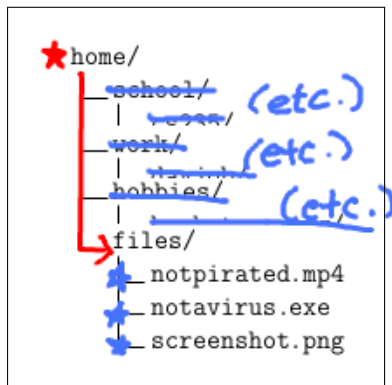 home/
school/
(etc.)
work/
(etc.)
hobbies/
(etc.)
files/
notpirated.mp4
notavirus.exe
screenshot.png